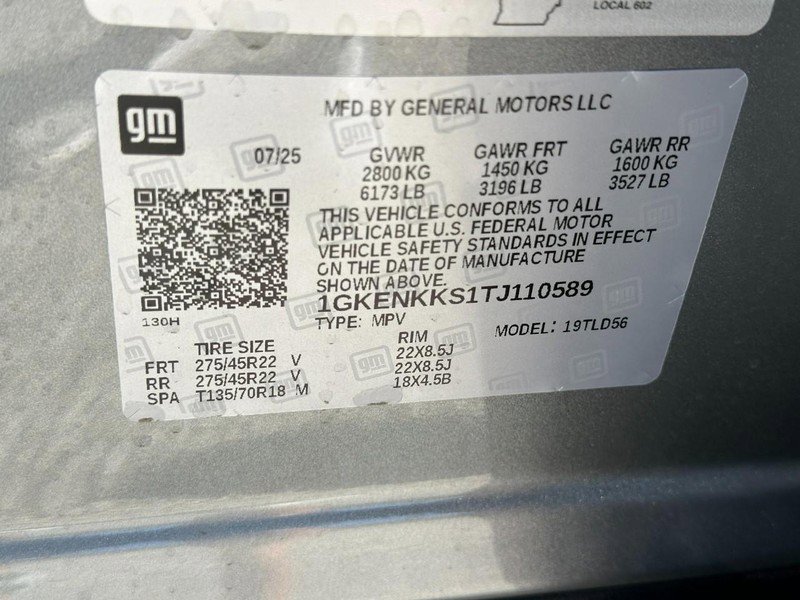 LOCAL 602
gm
MFD BY GENERAL MOTORS LLC
07/25 GVWR GAWR FRT GAWR RR
2800 KG 1450 KG 1600 KG
6173 LB 3196 LB 3527 LB
THIS VEHICLE CONFORMS TO ALL
APPLICABLE U.S. FEDERAL MOTOR
VEHICLE SAFETY STANDARDS IN EFFECT
ON THE DATE OF MANUFACTURE
SHOWN ABOVE.
1GKENKKS1TJ110589
130H
TYPE: MPV MODEL: 19TLD56
TIRE SIZE RIM
FRT 275/45R22 V 22X8.5J
RR 275/45R22 V 22X8.5J
SPA T135/70R18 M 18X4.5B